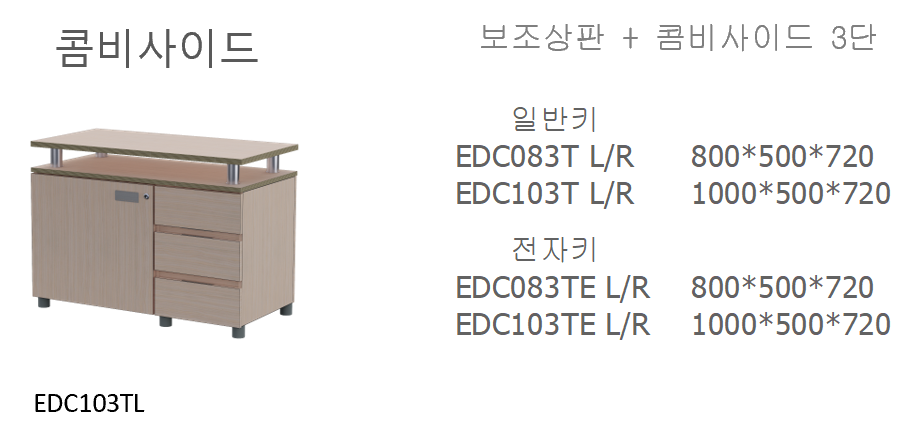 콤비사이드
보조상판 + 콤비사이드 3단
일반키
EDC083T L/R 800*500*720
EDC103T L/R 1000*500*720
전자키
EDC083TE L/R 800*500*720
EDC103TE L/R 1000*500*720
EDC103TL